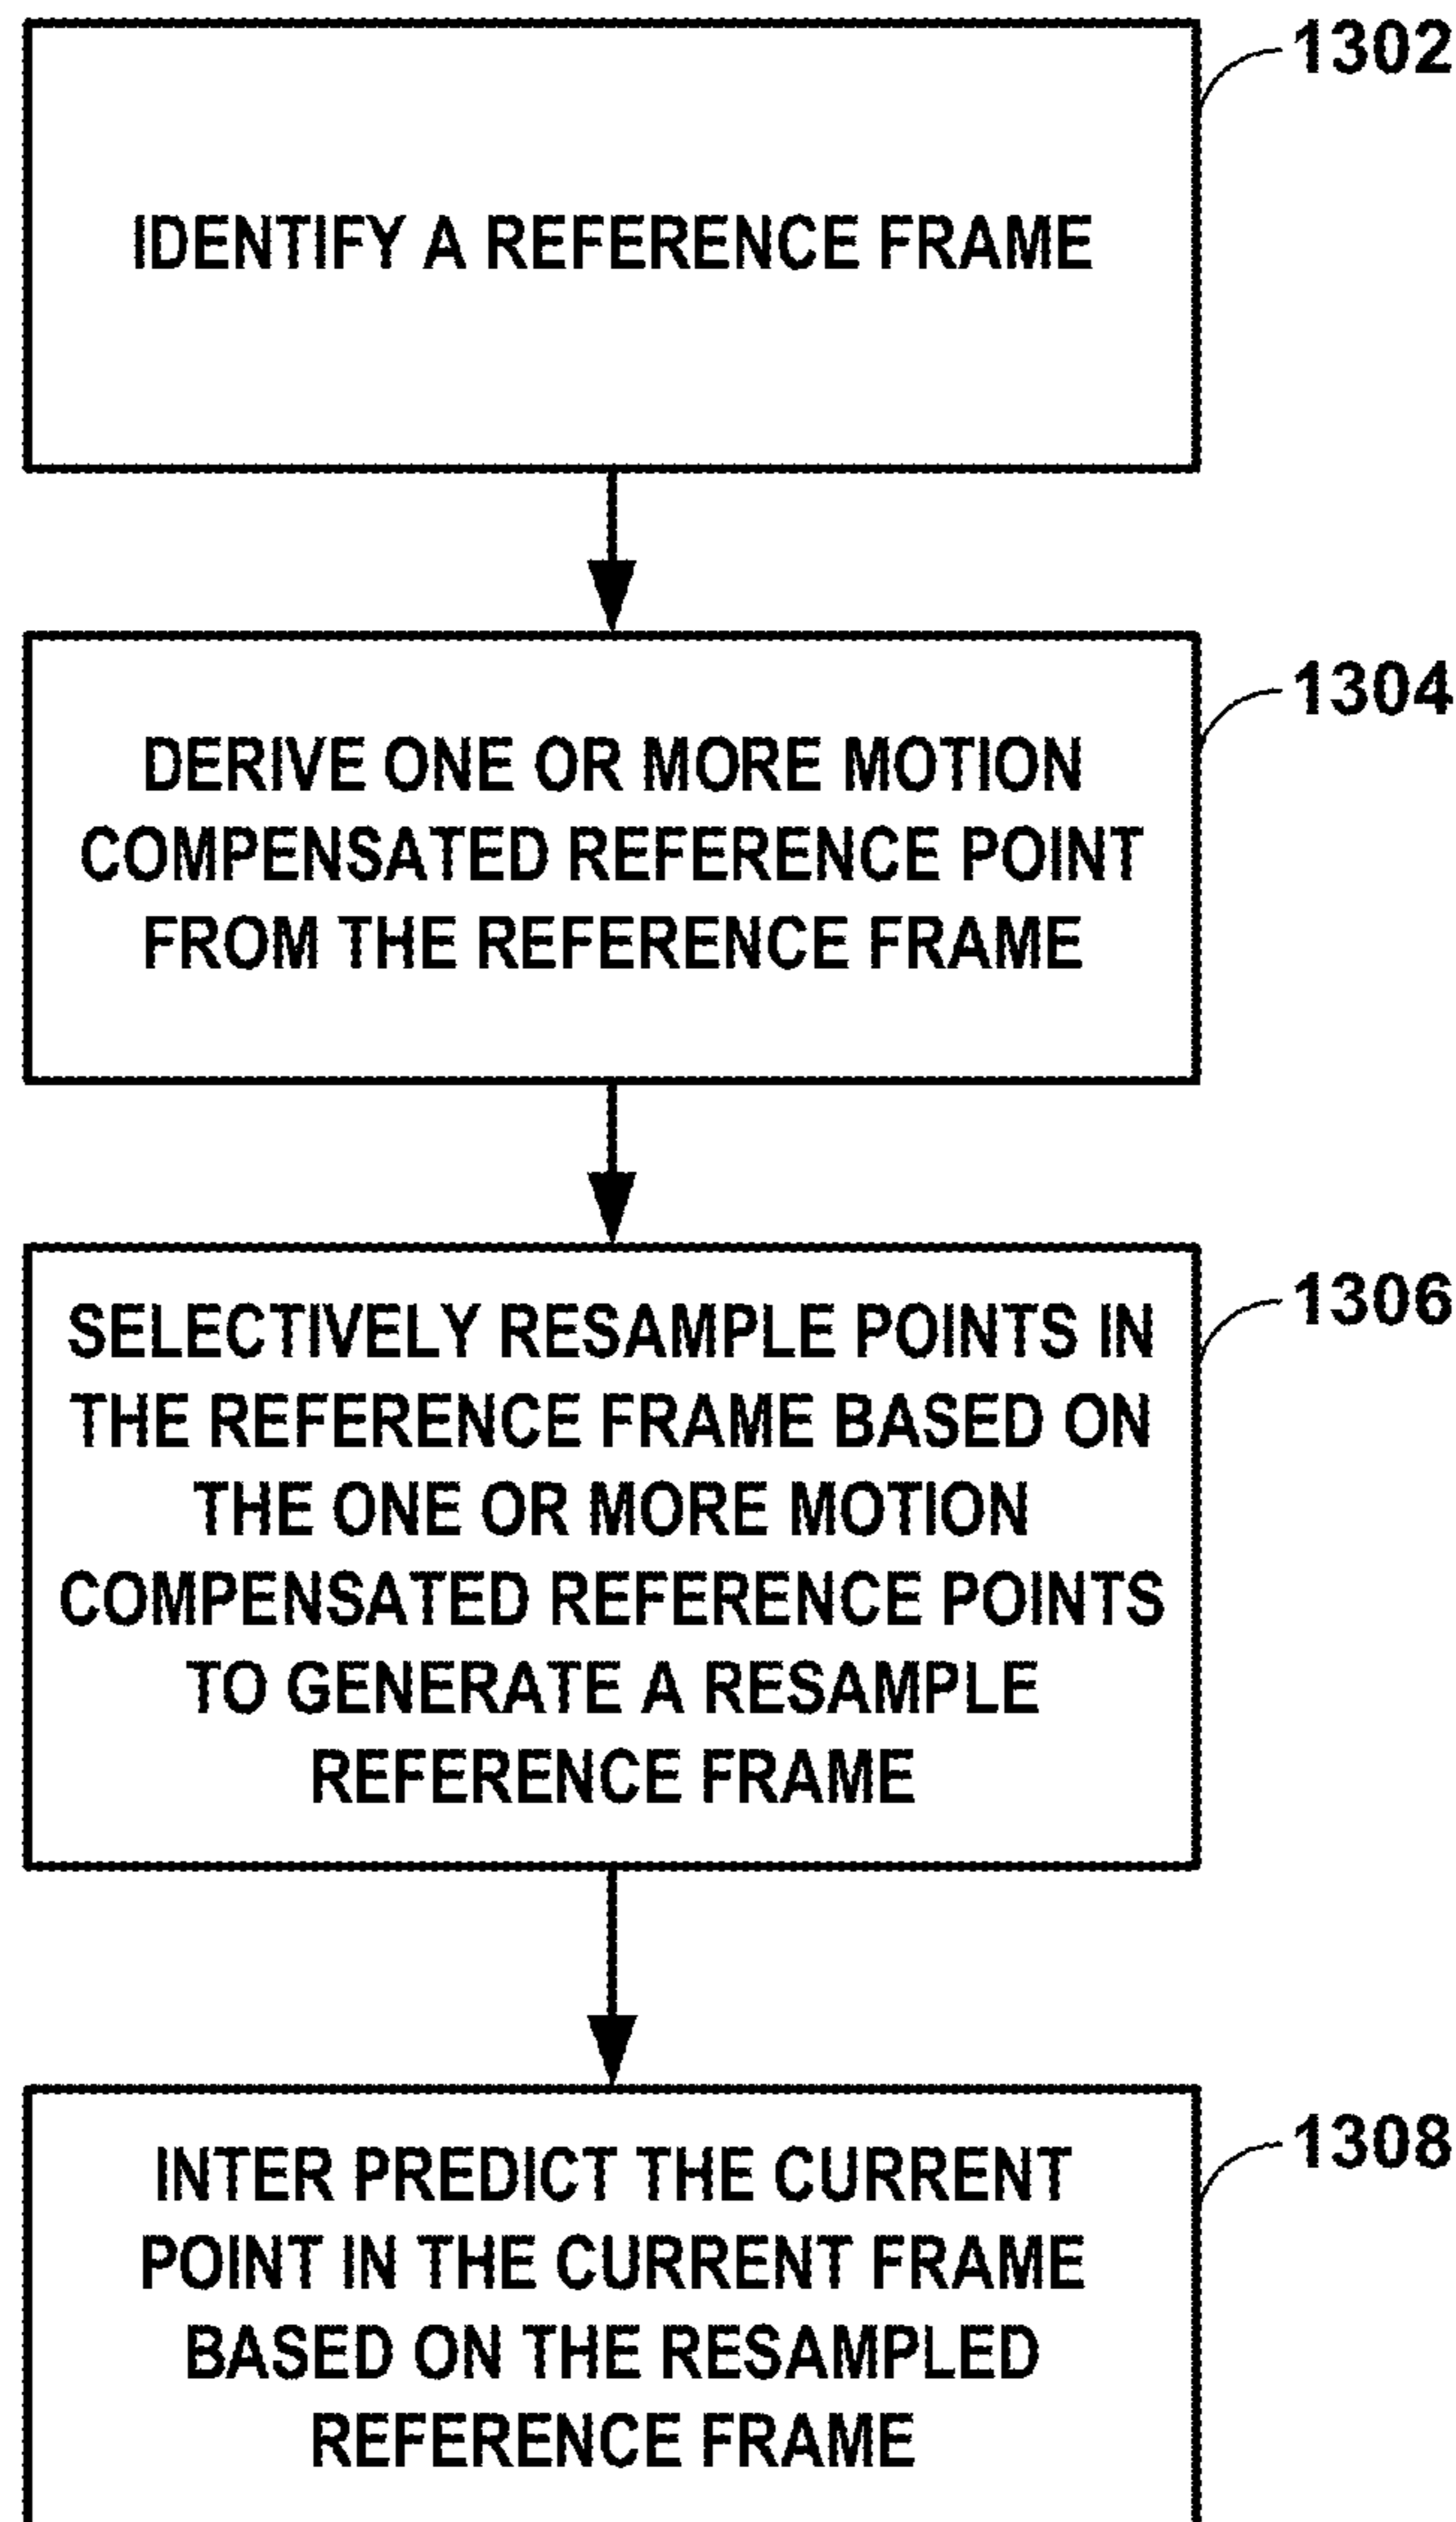 1302
IDENTIFY A REFERENCE FRAME
1304
DERIVE ONE OR MORE MOTION
COMPENSATED REFERENCE POINT
FROM THE REFERENCE FRAME
1306
SELECTIVELY RESAMPLE POINTS IN
THE REFERENCE FRAME BASED ON
THE ONE OR MORE MOTION
COMPENSATED REFERENCE POINTS
TO GENERATE A RESAMPLE
REFERENCE FRAME
1308
INTER PREDICT THE CURRENT
POINT IN THE CURRENT FRAME
BASED ON THE RESAMPLED
REFERENCE FRAME